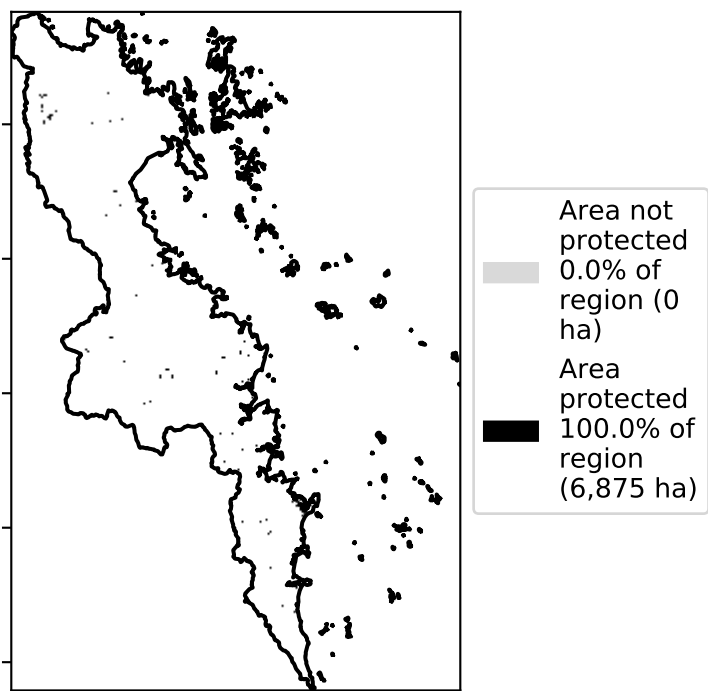 Area not
protected
0.0% of
region (0
ha)
Area
protected
100.0% of
region
(6,875 ha)